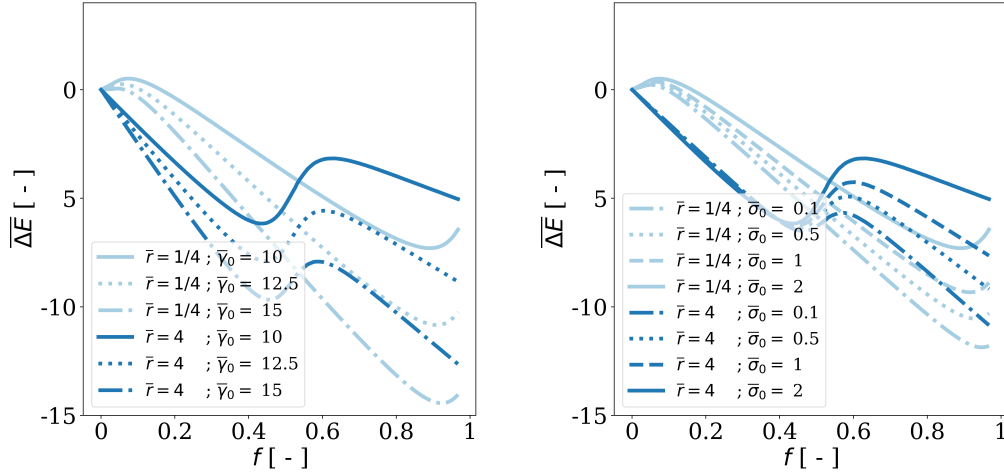 0
5
-10
-15
0
0.2
0.4
0.6
0.8
1
f [ - ]
ΔE [ - ]
r̄ = 1/4 ; γ̄₀ = 10
r̄ = 1/4 ; γ̄₀ = 12.5
r̄ = 1/4 ; γ̄₀ = 15
r̄ = 4 ; γ̄₀ = 10
r̄ = 4 ; γ̄₀ = 12.5
r̄ = 4 ; γ̄₀ = 15
0
5
-10
-15
0
0.2
0.4
0.6
0.8
1
f [ - ]
ΔE [ - ]
r̄ = 1/4 ; σ̄₀ = 0.1
r̄ = 1/4 ; σ̄₀ = 0.5
r̄ = 1/4 ; σ̄₀ = 1
r̄ = 1/4 ; σ̄₀ = 2
r̄ = 4 ; σ̄₀ = 0.1
r̄ = 4 ; σ̄₀ = 0.5
r̄ = 4 ; σ̄₀ = 1
r̄ = 4 ; σ̄₀ = 2